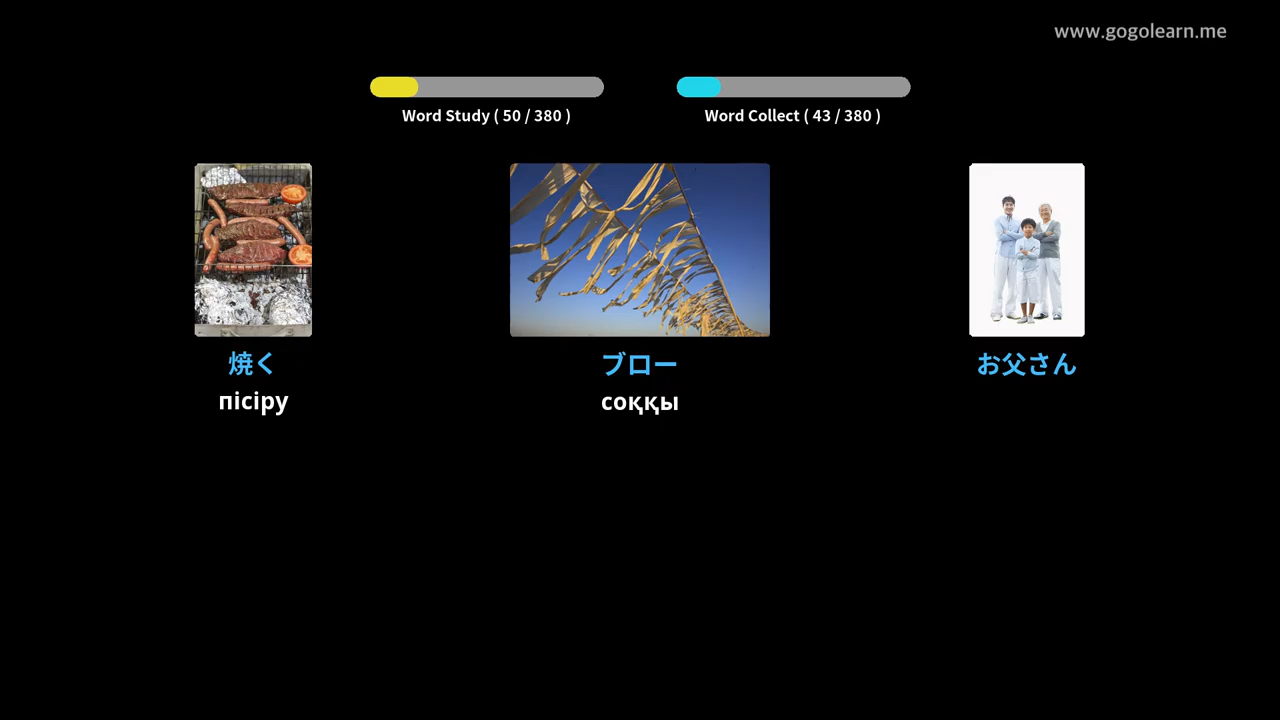 www.gogolearn.me
Word Study ( 50 / 380 )
Word Collect ( 43 / 380 )
焼く
ブロー
お父さん
пісіру
соққы